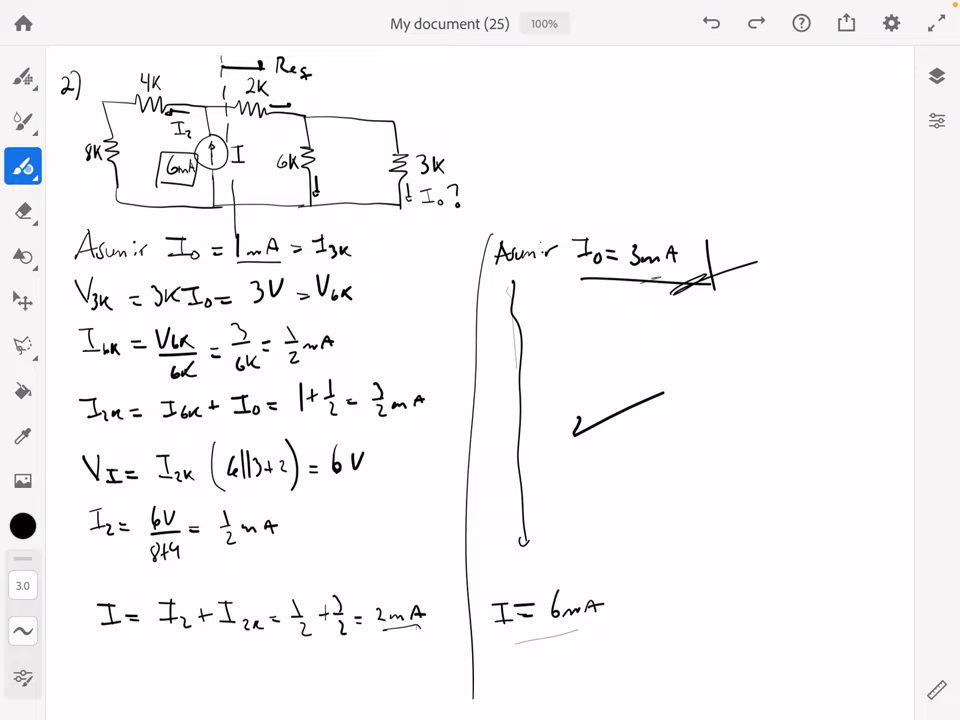 My document (25)
100%
2)
4K
Req
2K
I₂
8K
6mA
I
6K
3K
I₀?
Asumir I₀ = 1mA = I3K
V3K = 3K I₀ = 3V = V6K
I6K = V6K/6K = 3/6K = 1/2 mA
I2K = I6K + I₀ = 1 + 1/2 = 3/2 mA
VI = I2K (6||3+2) = 6V
I₂ = 6V/8+4 = 1/2 mA
I = I₂ + I2K = 1/2 + 3/2 = 2mA
Asumir I₀ = 3mA
I = 6mA
3.0